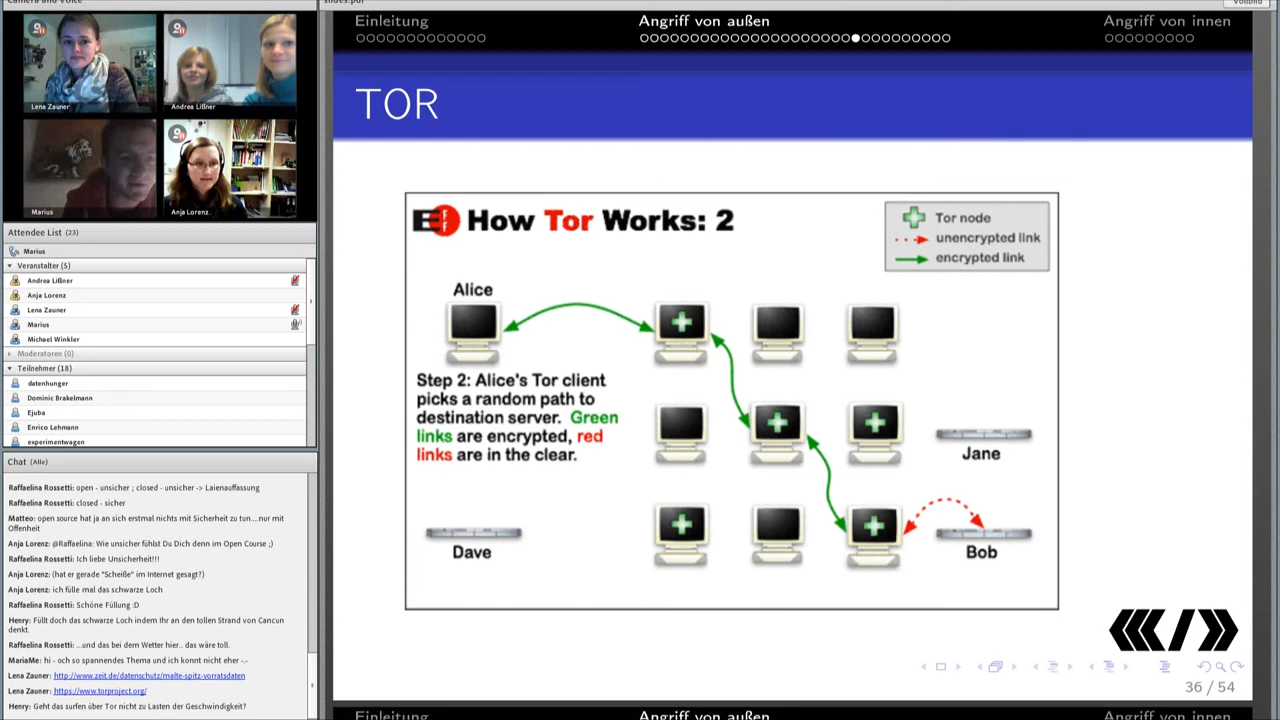 Camera and Voice
slides.pdf
Vollbild
Lena Zauner
Andrea Lißner
Marius
Anja Lorenz
Attendee List (23)
Marius
Veranstalter (5)
Andrea Lißner
Anja Lorenz
Lena Zauner
Marius
Michael Winkler
Moderatoren (0)
Teilnehmer (18)
datenhunger
Dominic Brakelmann
Ejuba
Enrico Lehmann
experimentwagen
Chat (Alle)
Raffaelina Rossetti: open - unsicher ; closed - unsicher -> Laienauffassung
Raffaelina Rossetti: closed - sicher
Matteo: open source hat ja an sich erstmal nichts mit Sicherheit zu tun....nur mit
Offenheit
Anja Lorenz: @Raffaelina: Wie unsicher fühlst Du Dich denn im Open Course ;)
Raffaelina Rossetti: Ich liebe Unsicherheit!!!
Anja Lorenz: (hat er gerade "Scheiße" im Internet gesagt?)
Anja Lorenz: ich fülle mal das schwarze Loch
Raffaelina Rossetti: Schöne Füllung :D
Henry: Füllt doch das schwarze Loch indem Ihr an den tollen Strand von Cancun
denkt.
Raffaelina Rossetti: ...und das bei dem Wetter hier.. das wäre toll.
MariaMe: hi - och so spannendes Thema und ich konnt nicht eher -.-
Lena Zauner: http://www.zeit.de/datenschutz/malte-spitz-vorratsdaten
Lena Zauner: https://www.torproject.org/
Henry: Geht das surfen über Tor nicht zu Lasten der Geschwindigkeit?
Einleitung
Angriff von außen
Angriff von innen
TOR
EFF How Tor Works: 2
Tor node
unencrypted link
encrypted link
Alice
Step 2: Alice's Tor client
picks a random path to
destination server. Green
links are encrypted, red
links are in the clear.
Jane
Dave
Bob
36 / 54
Einleitung
Angriff von außen
Angriff von innen